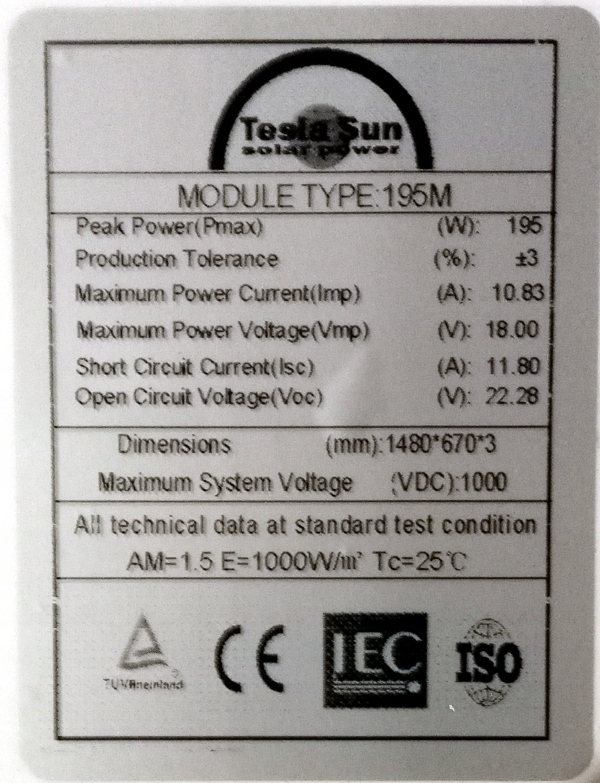 Tesla Sun
solar power
MODULE TYPE:195M
Peak Power(Pmax) (W): 195
Production Tolerance (%): ±3
Maximum Power Current(Imp) (A): 10.83
Maximum Power Voltage(Vmp) (V): 18.00
Short Circuit Current(Isc) (A): 11.80
Open Circuit Voltage(Voc) (V): 22.28
Dimensions (mm):1480*670*3
Maximum System Voltage (VDC):1000
All technical data at standard test condition
AM=1.5 E=1000W/m² Tc=25℃
TÜVRheinland ®
CE
IEC
ISO